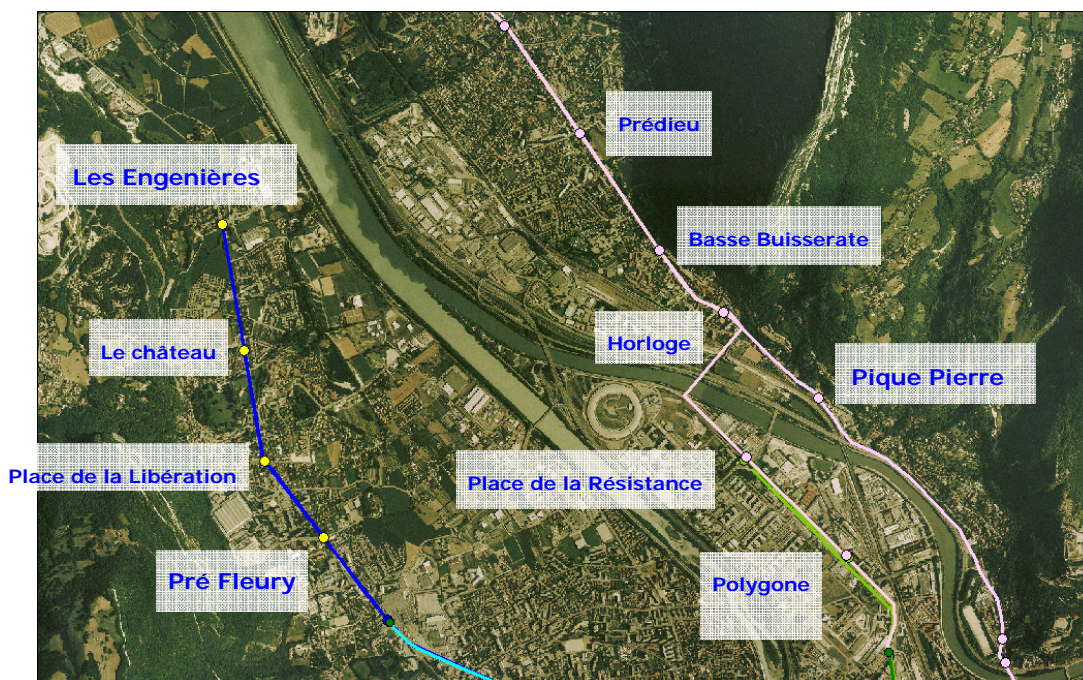 Prédieu
Les Engenières
Basse Buisserate
Horloge
Le château
Pique Pierre
Place de la Libération
Place de la Résistance
Pré Fleury
Polygone